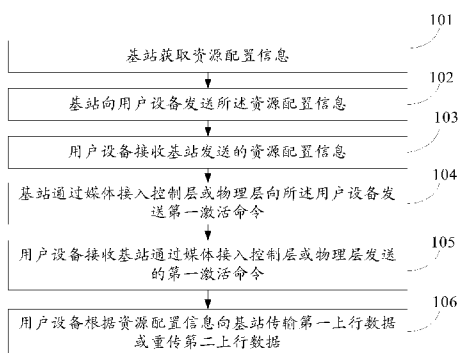 101
基站获取资源配置信息
102
基站向用户设备发送所述资源配置信息
103
用户设备接收基站发送的资源配置信息
104
基站通过媒体接入控制层或物理层向所述用户设备发
送第一激活命令
105
用户设备接收基站通过媒体接入控制层或物理层发送
的第一激活命令
106
用户设备根据资源配置信息向基站传输第一上行数据
或重传第二上行数据